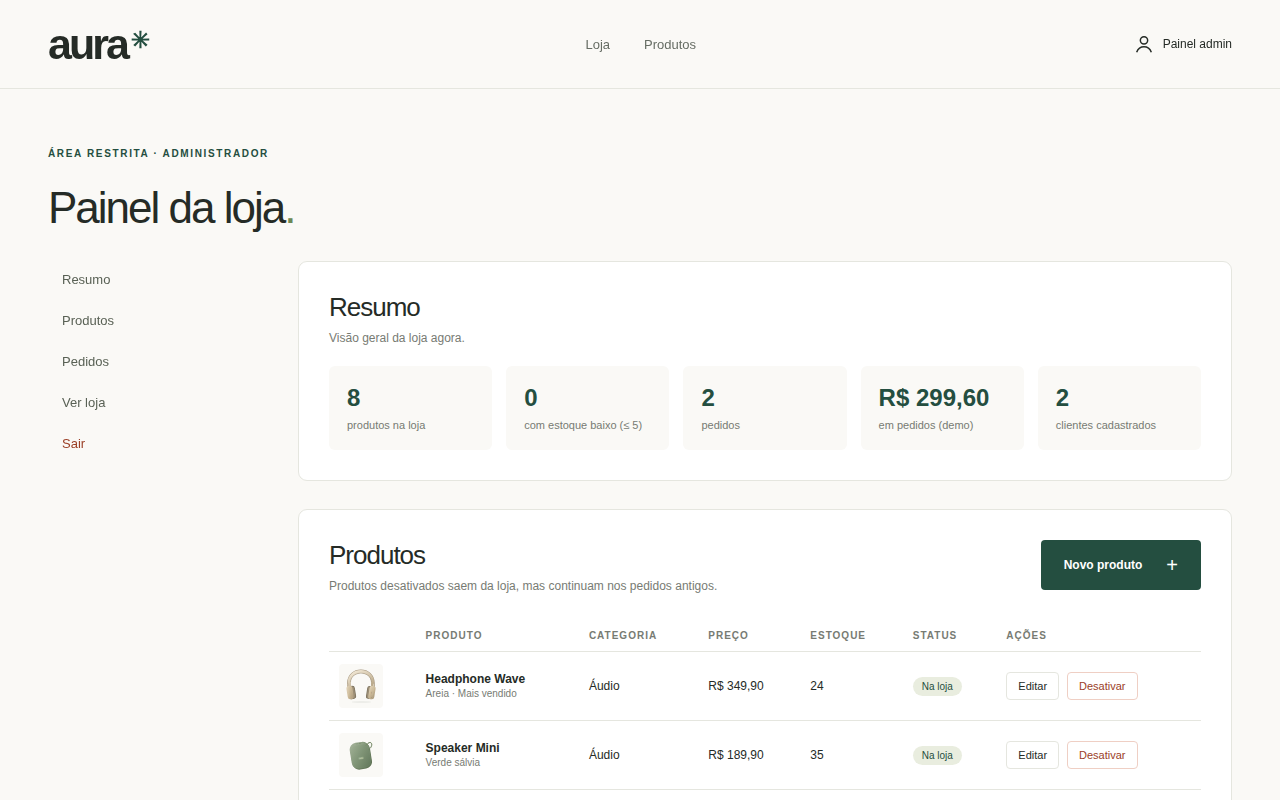 aura
Loja
Produtos
Painel admin
ÁREA RESTRITA · ADMINISTRADOR
Painel da loja.
Resumo
Produtos
Pedidos
Ver loja
Sair
Resumo
Visão geral da loja agora.
8
produtos na loja
0
com estoque baixo (≤ 5)
2
pedidos
R$ 299,60
em pedidos (demo)
2
clientes cadastrados
Produtos
Produtos desativados saem da loja, mas continuam nos pedidos antigos.
Novo produto +
PRODUTO CATEGORIA PREÇO ESTOQUE STATUS AÇÕES
Headphone Wave
Areia · Mais vendido
Áudio
R$ 349,90
24
Na loja
Editar
Desativar
Speaker Mini
Verde sálvia
Áudio
R$ 189,90
35
Na loja
Editar
Desativar